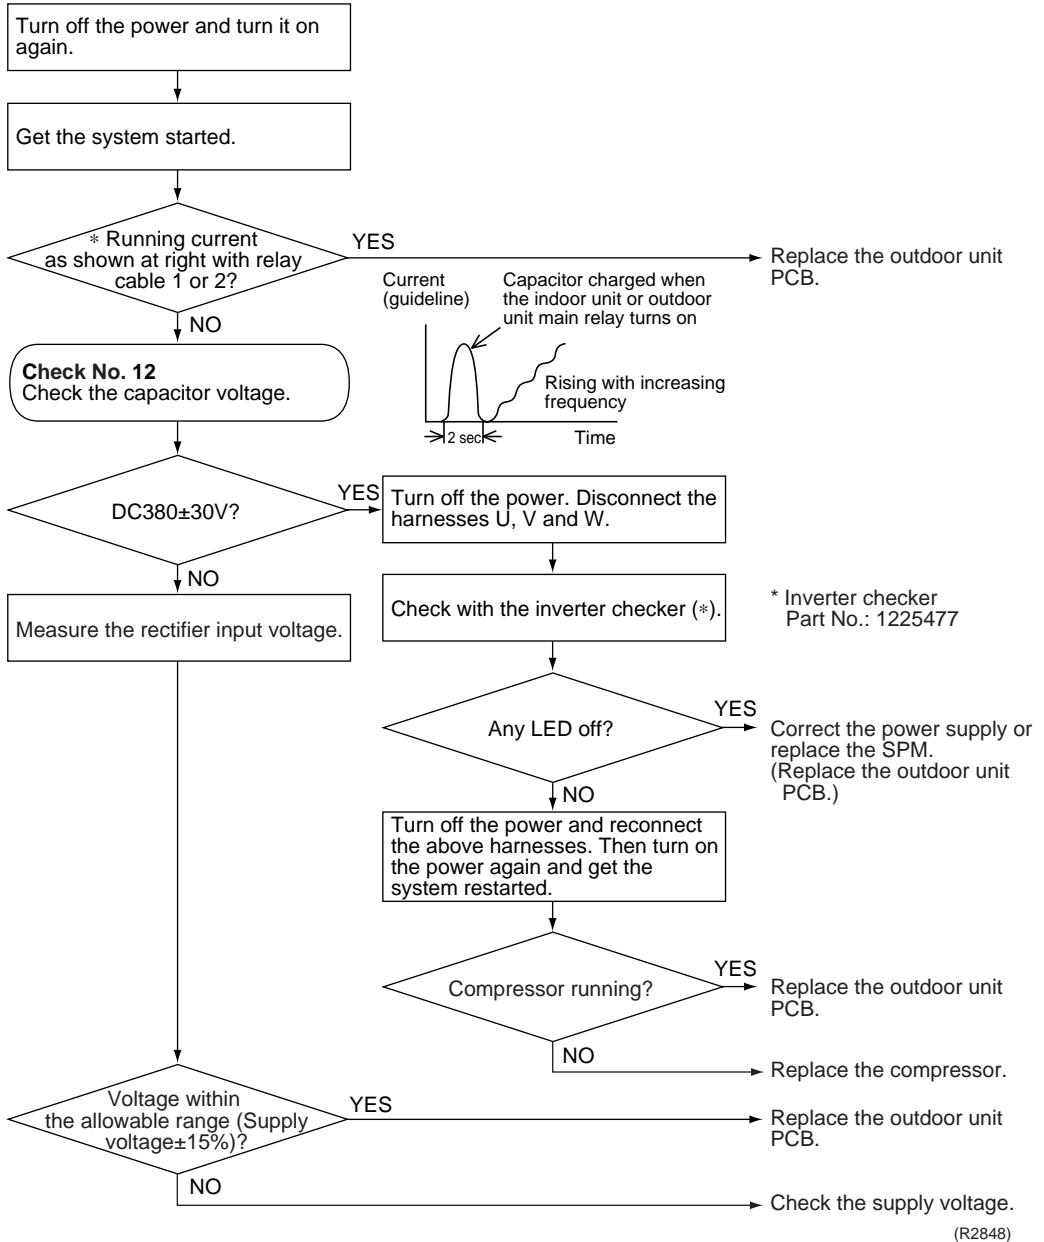 Turn off the power and turn it on
again.
Get the system started.
* Running current
as shown at right with relay
cable 1 or 2?
YES
Replace the outdoor unit
PCB.
NO
Current
(guideline)
Capacitor charged when
the indoor unit or outdoor
unit main relay turns on
Rising with increasing
frequency
2 sec
Time
Check No. 12
Check the capacitor voltage.
DC380±30V?
YES
Turn off the power. Disconnect the
harnesses U, V and W.
NO
Measure the rectifier input voltage.
Check with the inverter checker (*).
* Inverter checker
Part No.: 1225477
Any LED off?
YES
Correct the power supply or
replace the SPM.
(Replace the outdoor unit
PCB.)
NO
Turn off the power and reconnect
the above harnesses. Then turn on
the power again and get the
system restarted.
Compressor running?
YES
Replace the outdoor unit
PCB.
NO
Replace the compressor.
Voltage within
the allowable range (Supply
voltage±15%)?
YES
Replace the outdoor unit
PCB.
NO
Check the supply voltage.
(R2848)